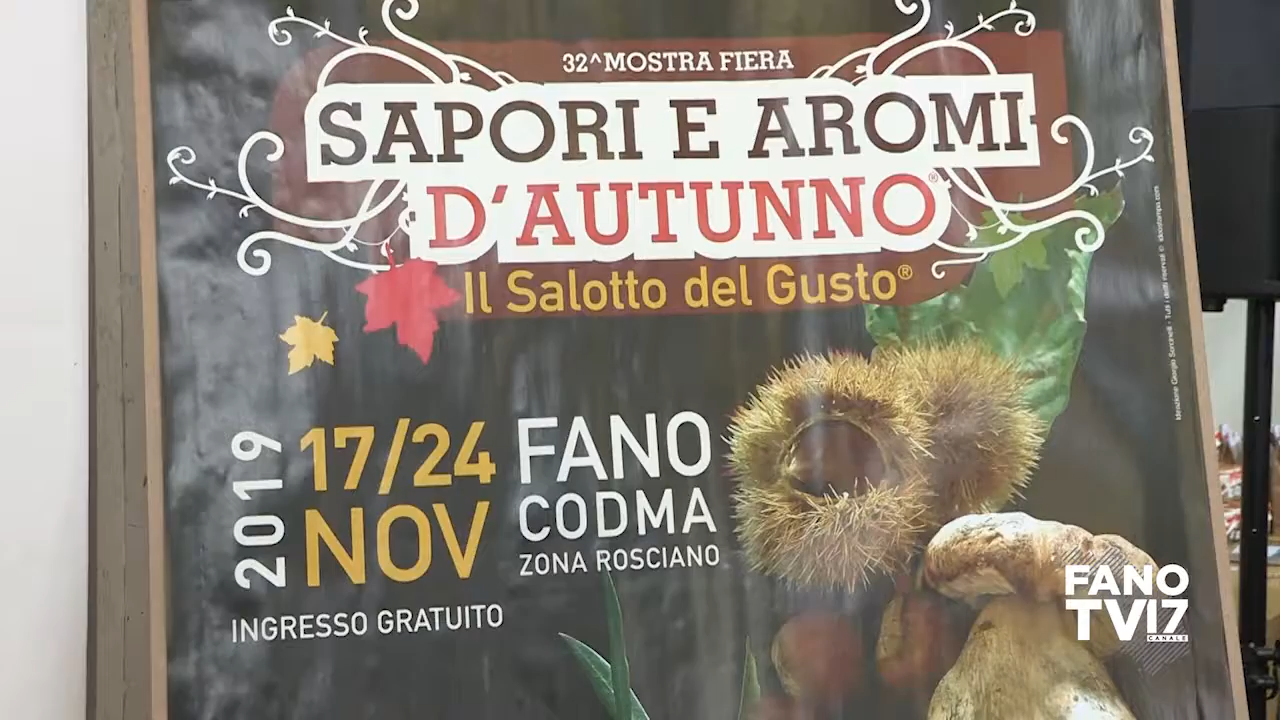 32^MOSTRA FIERA
SAPORI E AROMI
D'AUTUNNO®
Il Salotto del Gusto®
2019
17/24
NOV
FANO
CODMA
ZONA ROSCIANO
INGRESSO GRATUITO
FANO
TV17
CANALE